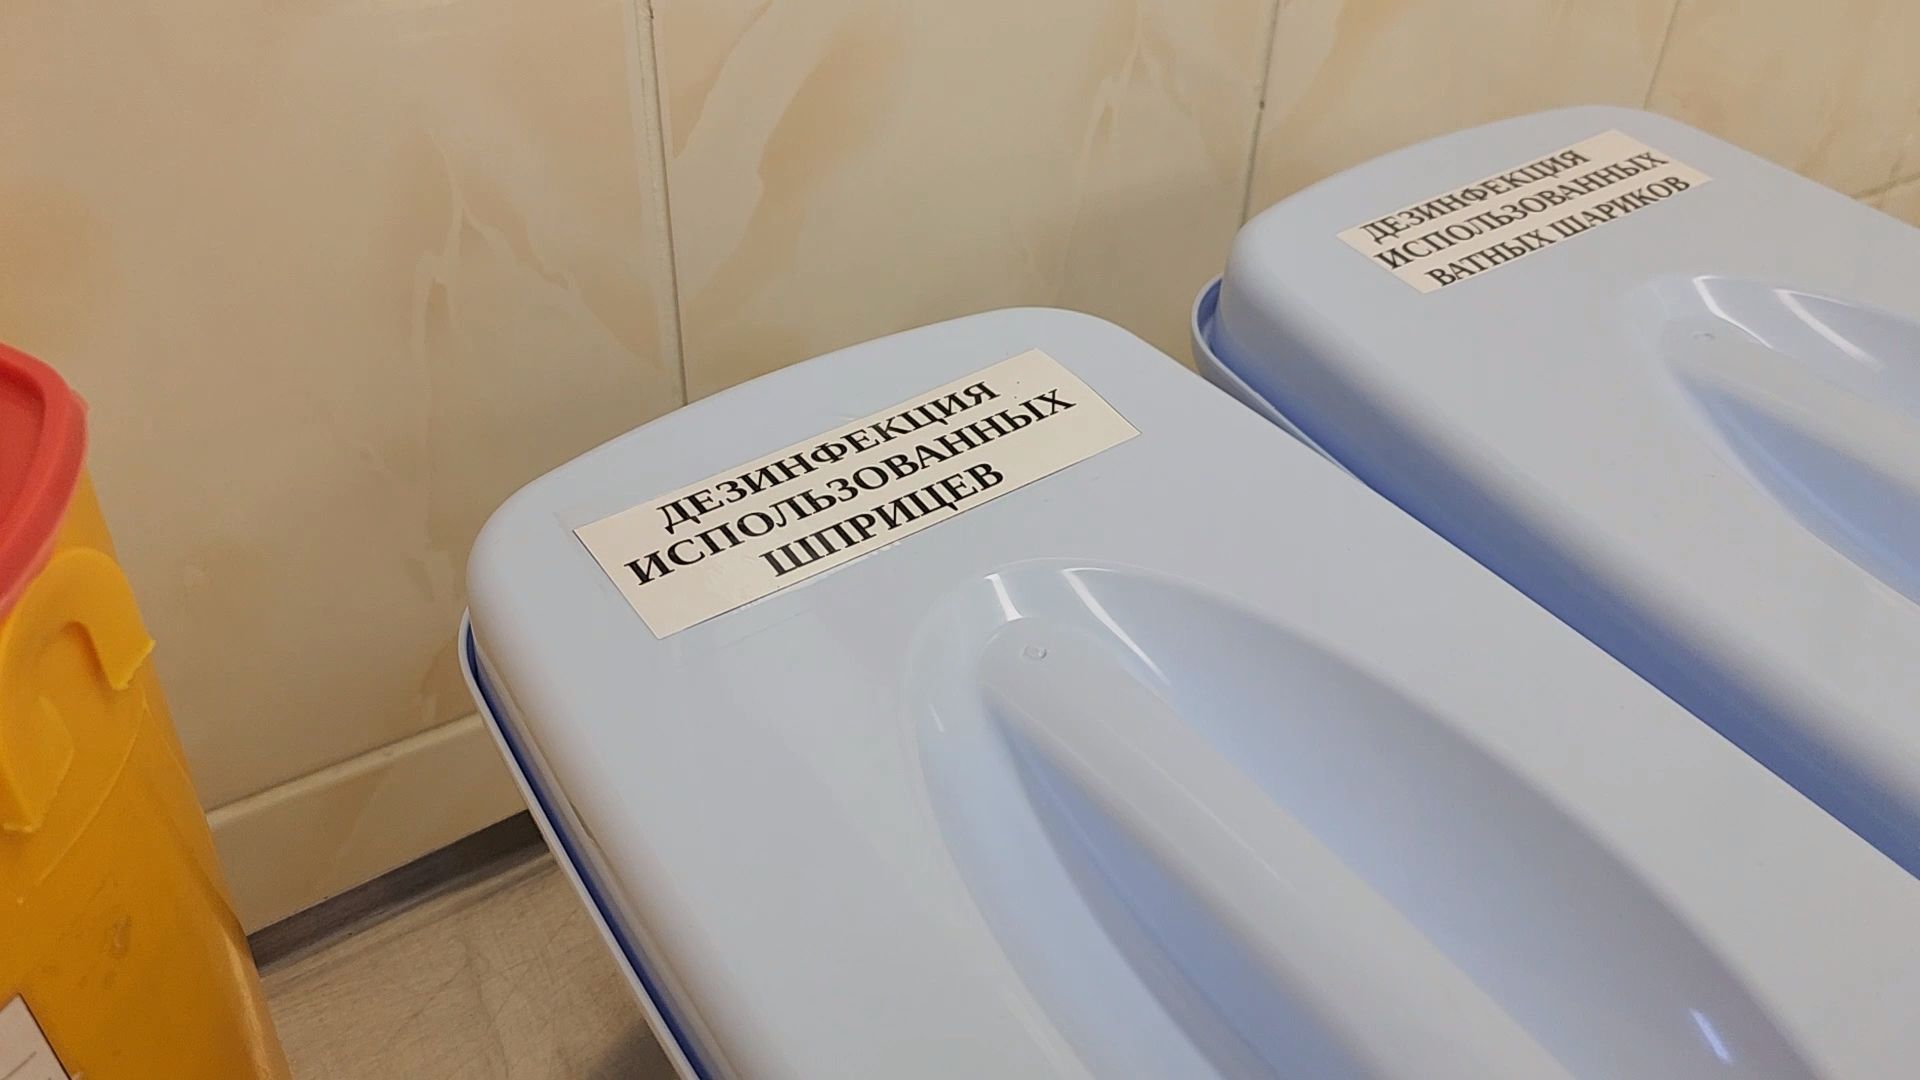 ДЕЗИНФЕКЦИЯ
ИСПОЛЬЗОВАННЫХ
ШПРИЦЕВ
ДЕЗИНФЕКЦИЯ
ИСПОЛЬЗОВАННЫХ
ВАТНЫХ ШАРИКОВ